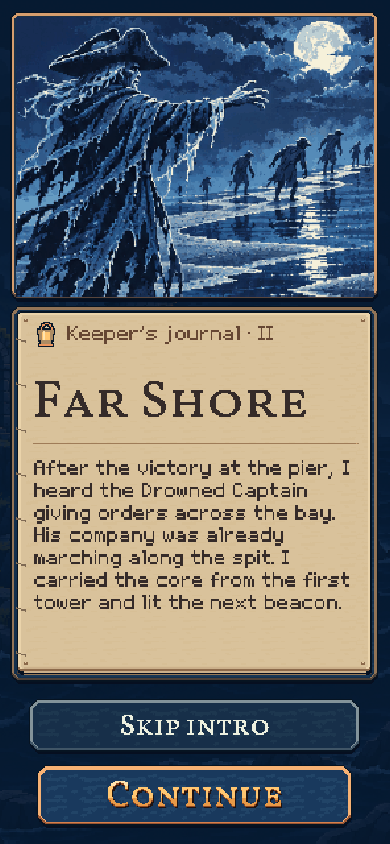 Keeper's journal · II
Far Shore
After the victory at the pier, I
heard the Drowned Captain
giving orders across the bay.
His company was already
marching along the spit. I
carried the core from the first
tower and lit the next beacon.
Skip intro
Continue